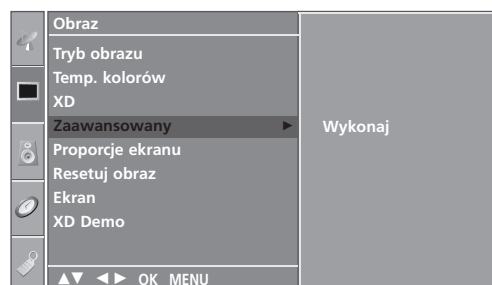 Obraz
Tryb obrazu
Temp. kolorów
XD
Zaawansowany ► Wykonaj
Proporcje ekranu
Resetuj obraz
Ekran
XD Demo
▲▼ ◄► OK MENU